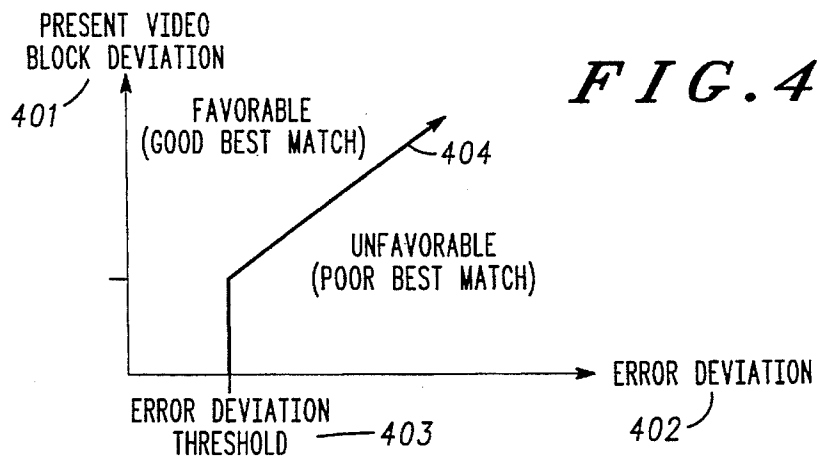 PRESENT VIDEO
BLOCK DEVIATION
401
FAVORABLE
(GOOD BEST MATCH)
FIG.4
404
UNFAVORABLE
(POOR BEST MATCH)
ERROR DEVIATION
402
ERROR DEVIATION
THRESHOLD
403